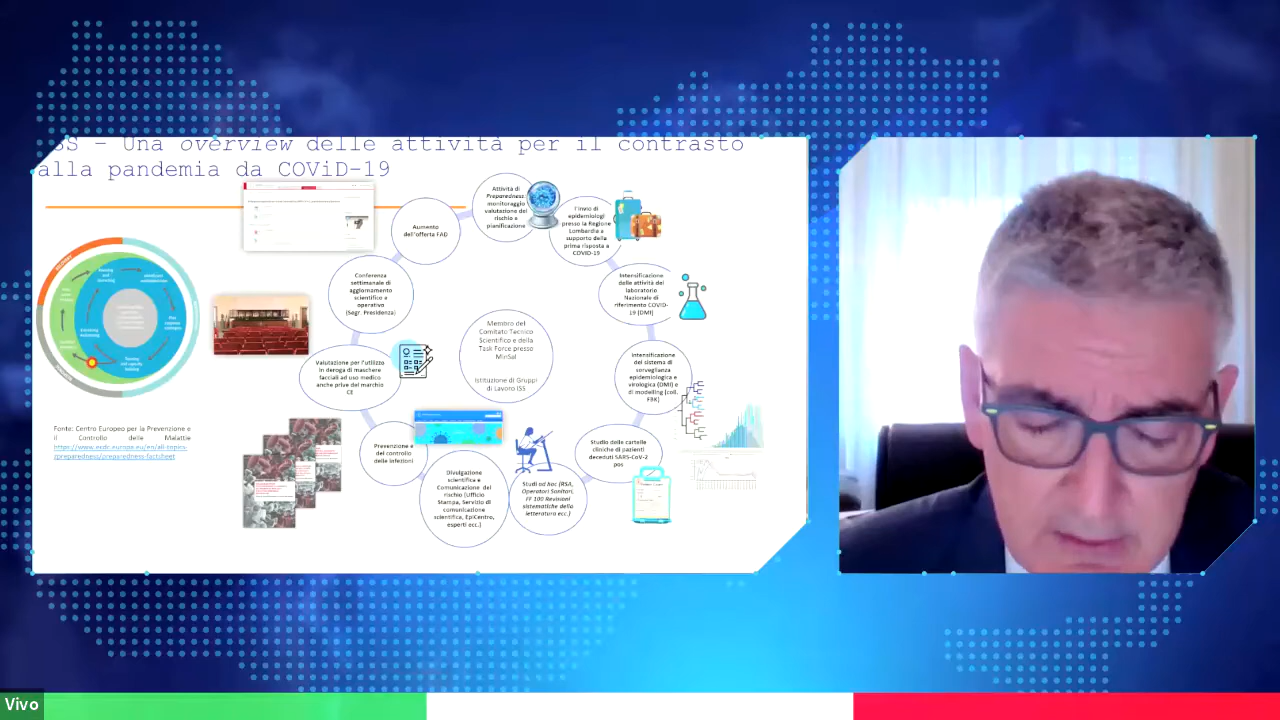 SS – Una overview delle attività per il contrasto
alla pandemia da COViD-19
Attività di
Preparedness
monitoraggio
valutazione del
rischio e
pianificazione
l'invio di
epidemiologi
presso la Regione
Lombardia a
supporto della
prima risposta a
COVID-19
Intensificazione
delle attività del
laboratorio
Nazionale di
riferimento COVID-
19 (DMI)
Intensificazione
del sistema di
sorveglianza
epidemiologica e
virologica (DMI) e
di modelling (coll.
FBK)
Studio delle cartelle
cliniche di pazienti
deceduti SARS-CoV-2
pos
Studi ad hoc (RSA,
Operatori Sanitari,
FF 100 Revisioni
sistematiche della
letteratura ecc.)
Divulgazione
scientifica e
Comunicazione del
rischio (Ufficio
Stampa, Servizio di
comunicazione
scientifica, EpiCentro,
esperti ecc.)
Prevenzione e
del controllo
delle infezioni
Valutazione per l'utilizzo
in deroga di maschere
facciali ad uso medico
anche prive del marchio
CE
Conferenza
settimanale di
aggiornamento
scientifico e
operativo
(Segr. Presidenza)
Aumento
dell'offerta FAD
Membro del
Comitato Tecnico
Scientifico e della
Task Force presso
MinSal
Istituzione di Gruppi
di Lavoro ISS
Fonte: Centro Europeo per la Prevenzione e
il Controllo delle Malattie
https://www.ecdc.europa.eu/en/all-topics-
Vivo